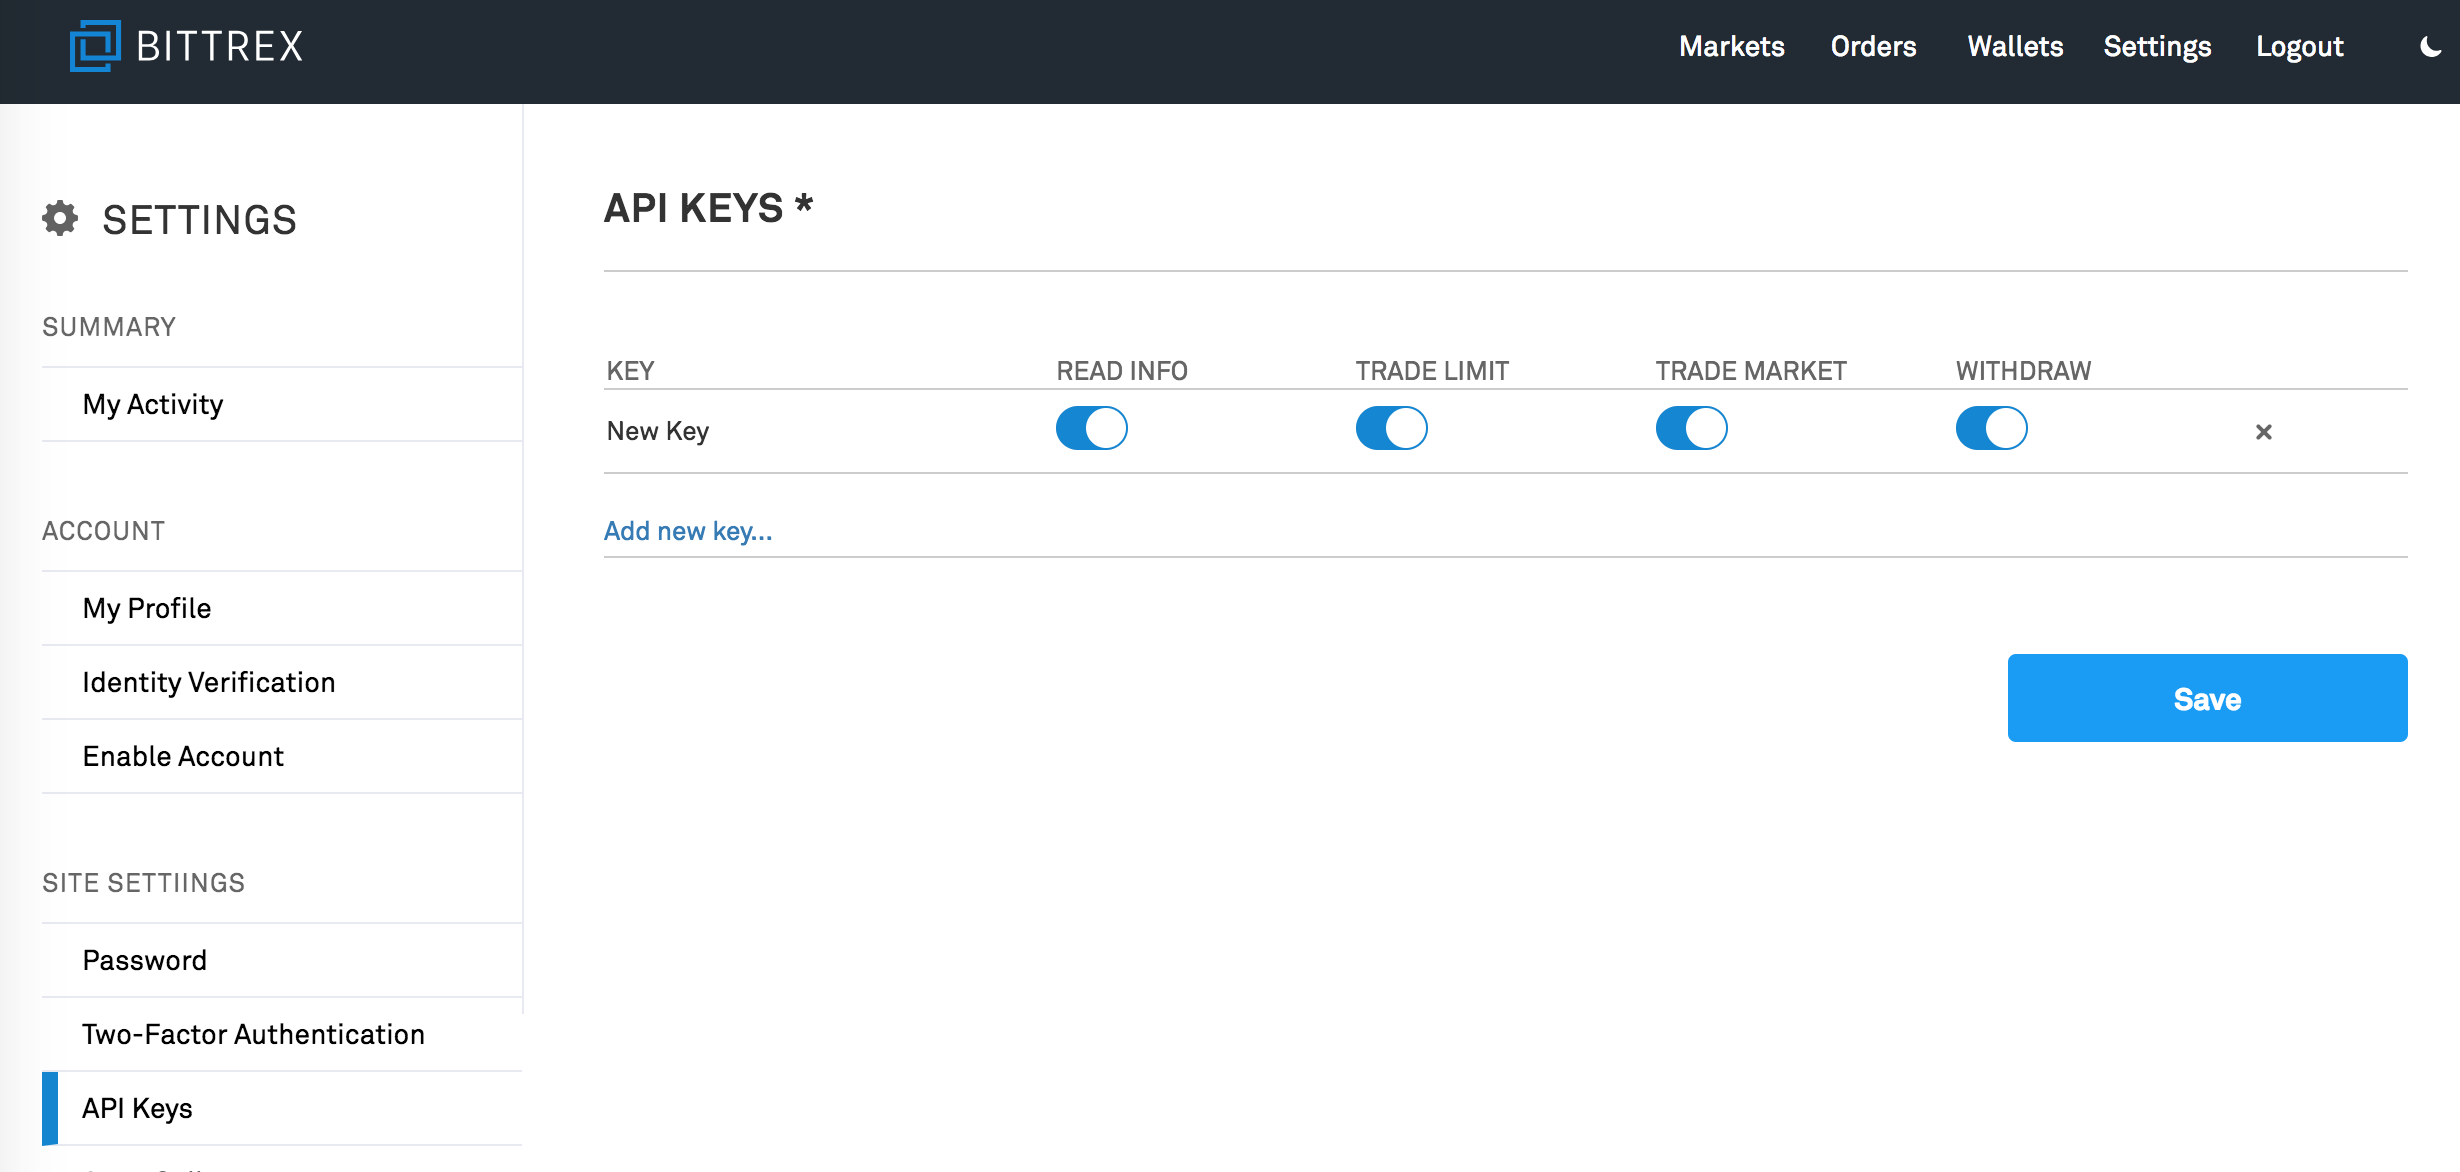 BITTREX
Markets Orders Wallets Settings Logout
SETTINGS
SUMMARY
My Activity
ACCOUNT
My Profile
Identity Verification
Enable Account
SITE SETTIINGS
Password
Two-Factor Authentication
API Keys
API KEYS *
KEY READ INFO TRADE LIMIT TRADE MARKET WITHDRAW
New Key
Add new key...
Save